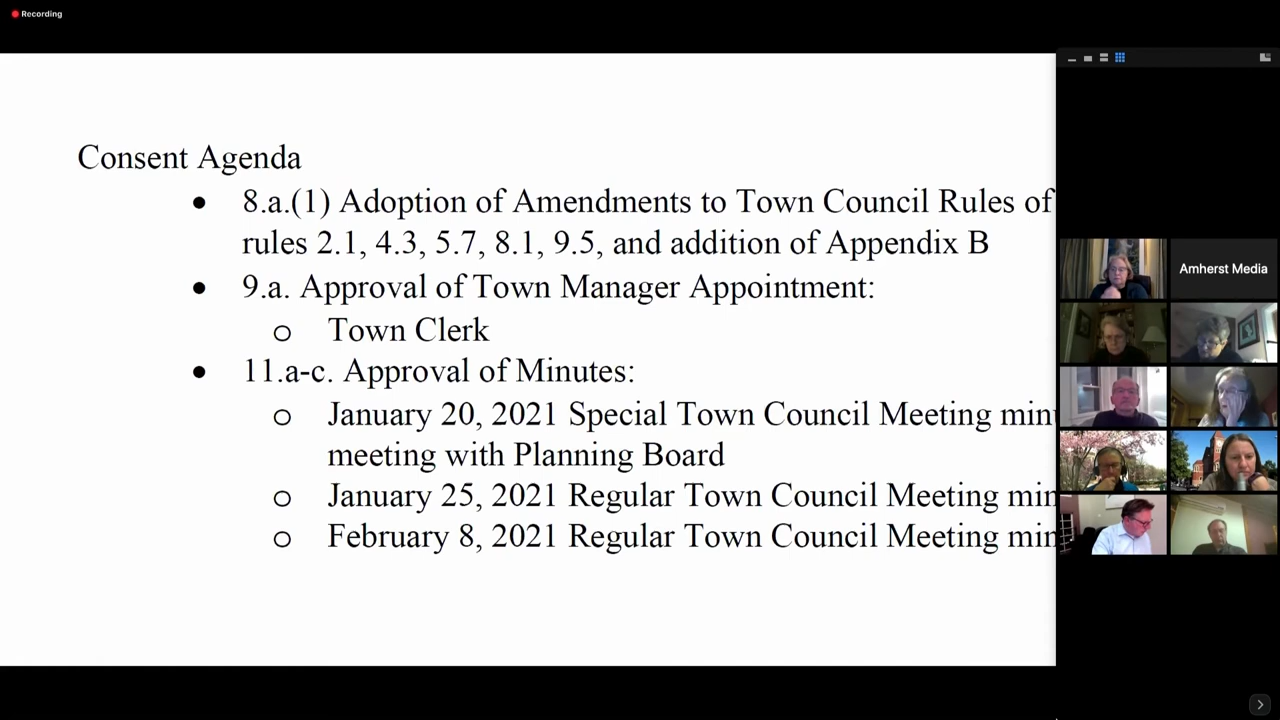 Recording
Consent Agenda
• 8.a.(1) Adoption of Amendments to Town Council Rules of
rules 2.1, 4.3, 5.7, 8.1, 9.5, and addition of Appendix B
• 9.a. Approval of Town Manager Appointment:
o Town Clerk
• 11.a-c. Approval of Minutes:
o January 20, 2021 Special Town Council Meeting
meeting with Planning Board
o January 25, 2021 Regular Town Council Meeting
o February 8, 2021 Regular Town Council Meeting
Amherst Media